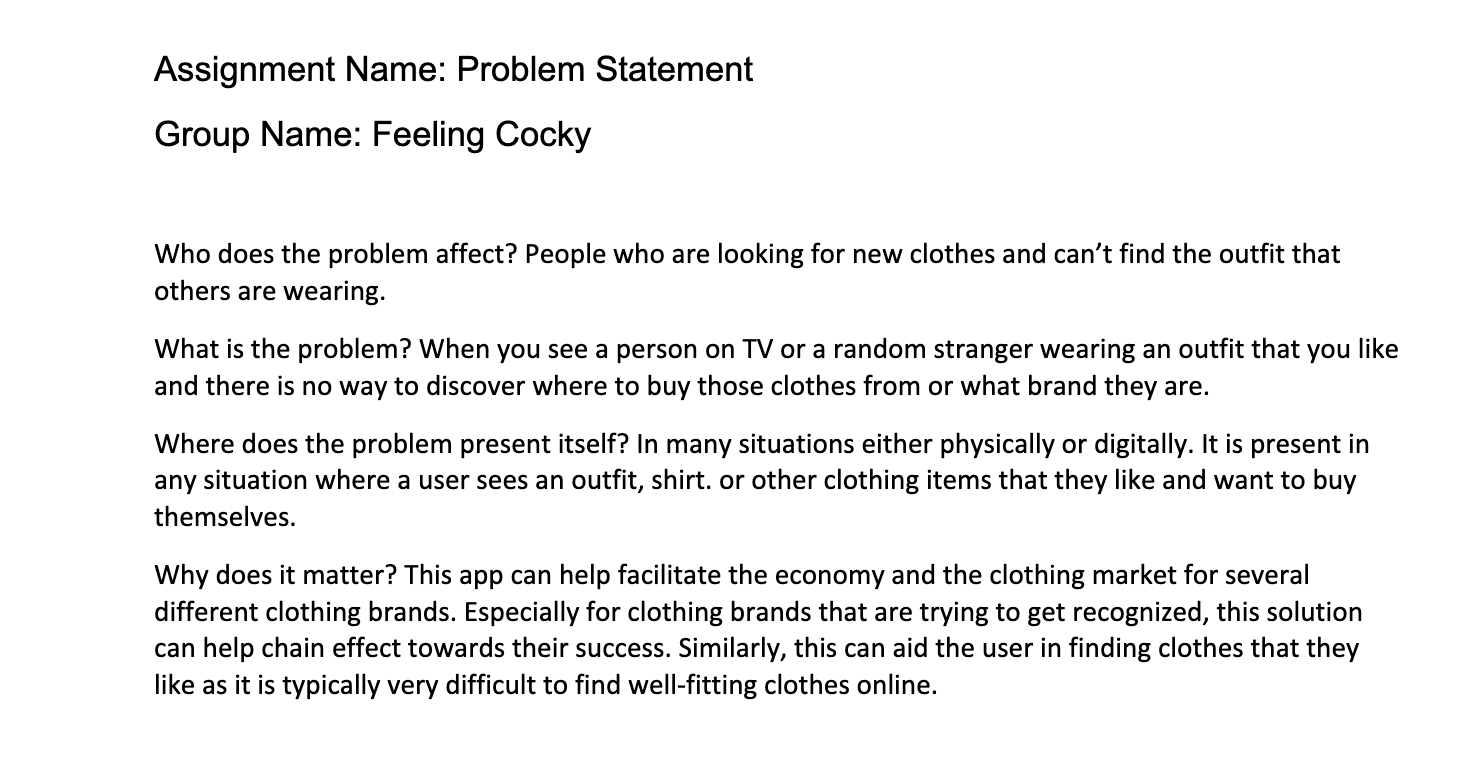 Assignment Name: Problem Statement
Group Name: Feeling Cocky
Who does the problem affect? People who are looking for new clothes and can’t find the outfit that
others are wearing.
What is the problem? When you see a person on TV or a random stranger wearing an outfit that you like
and there is no way to discover where to buy those clothes from or what brand they are.
Where does the problem present itself? In many situations either physically or digitally. It is present in
any situation where a user sees an outfit, shirt. or other clothing items that they like and want to buy
themselves.
Why does it matter? This app can help facilitate the economy and the clothing market for several
different clothing brands. Especially for clothing brands that are trying to get recognized, this solution
can help chain effect towards their success. Similarly, this can aid the user in finding clothes that they
like as it is typically very difficult to find well-fitting clothes online.